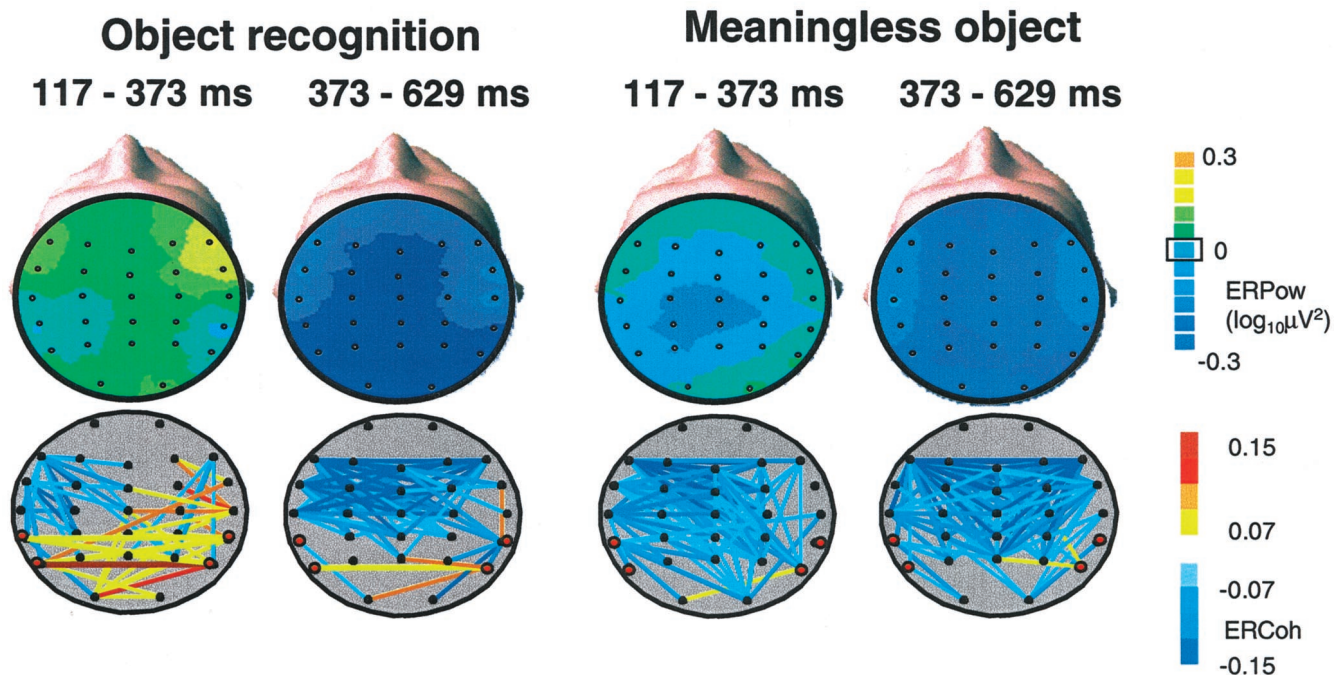 Object recognition
Meaningless object
117 - 373 ms
373 - 629 ms
117 - 373 ms
373 - 629 ms
0.3
0
ERPow
(log₁₀µV²)
-0.3
0.15
0.07
-0.07
ERCoh
-0.15